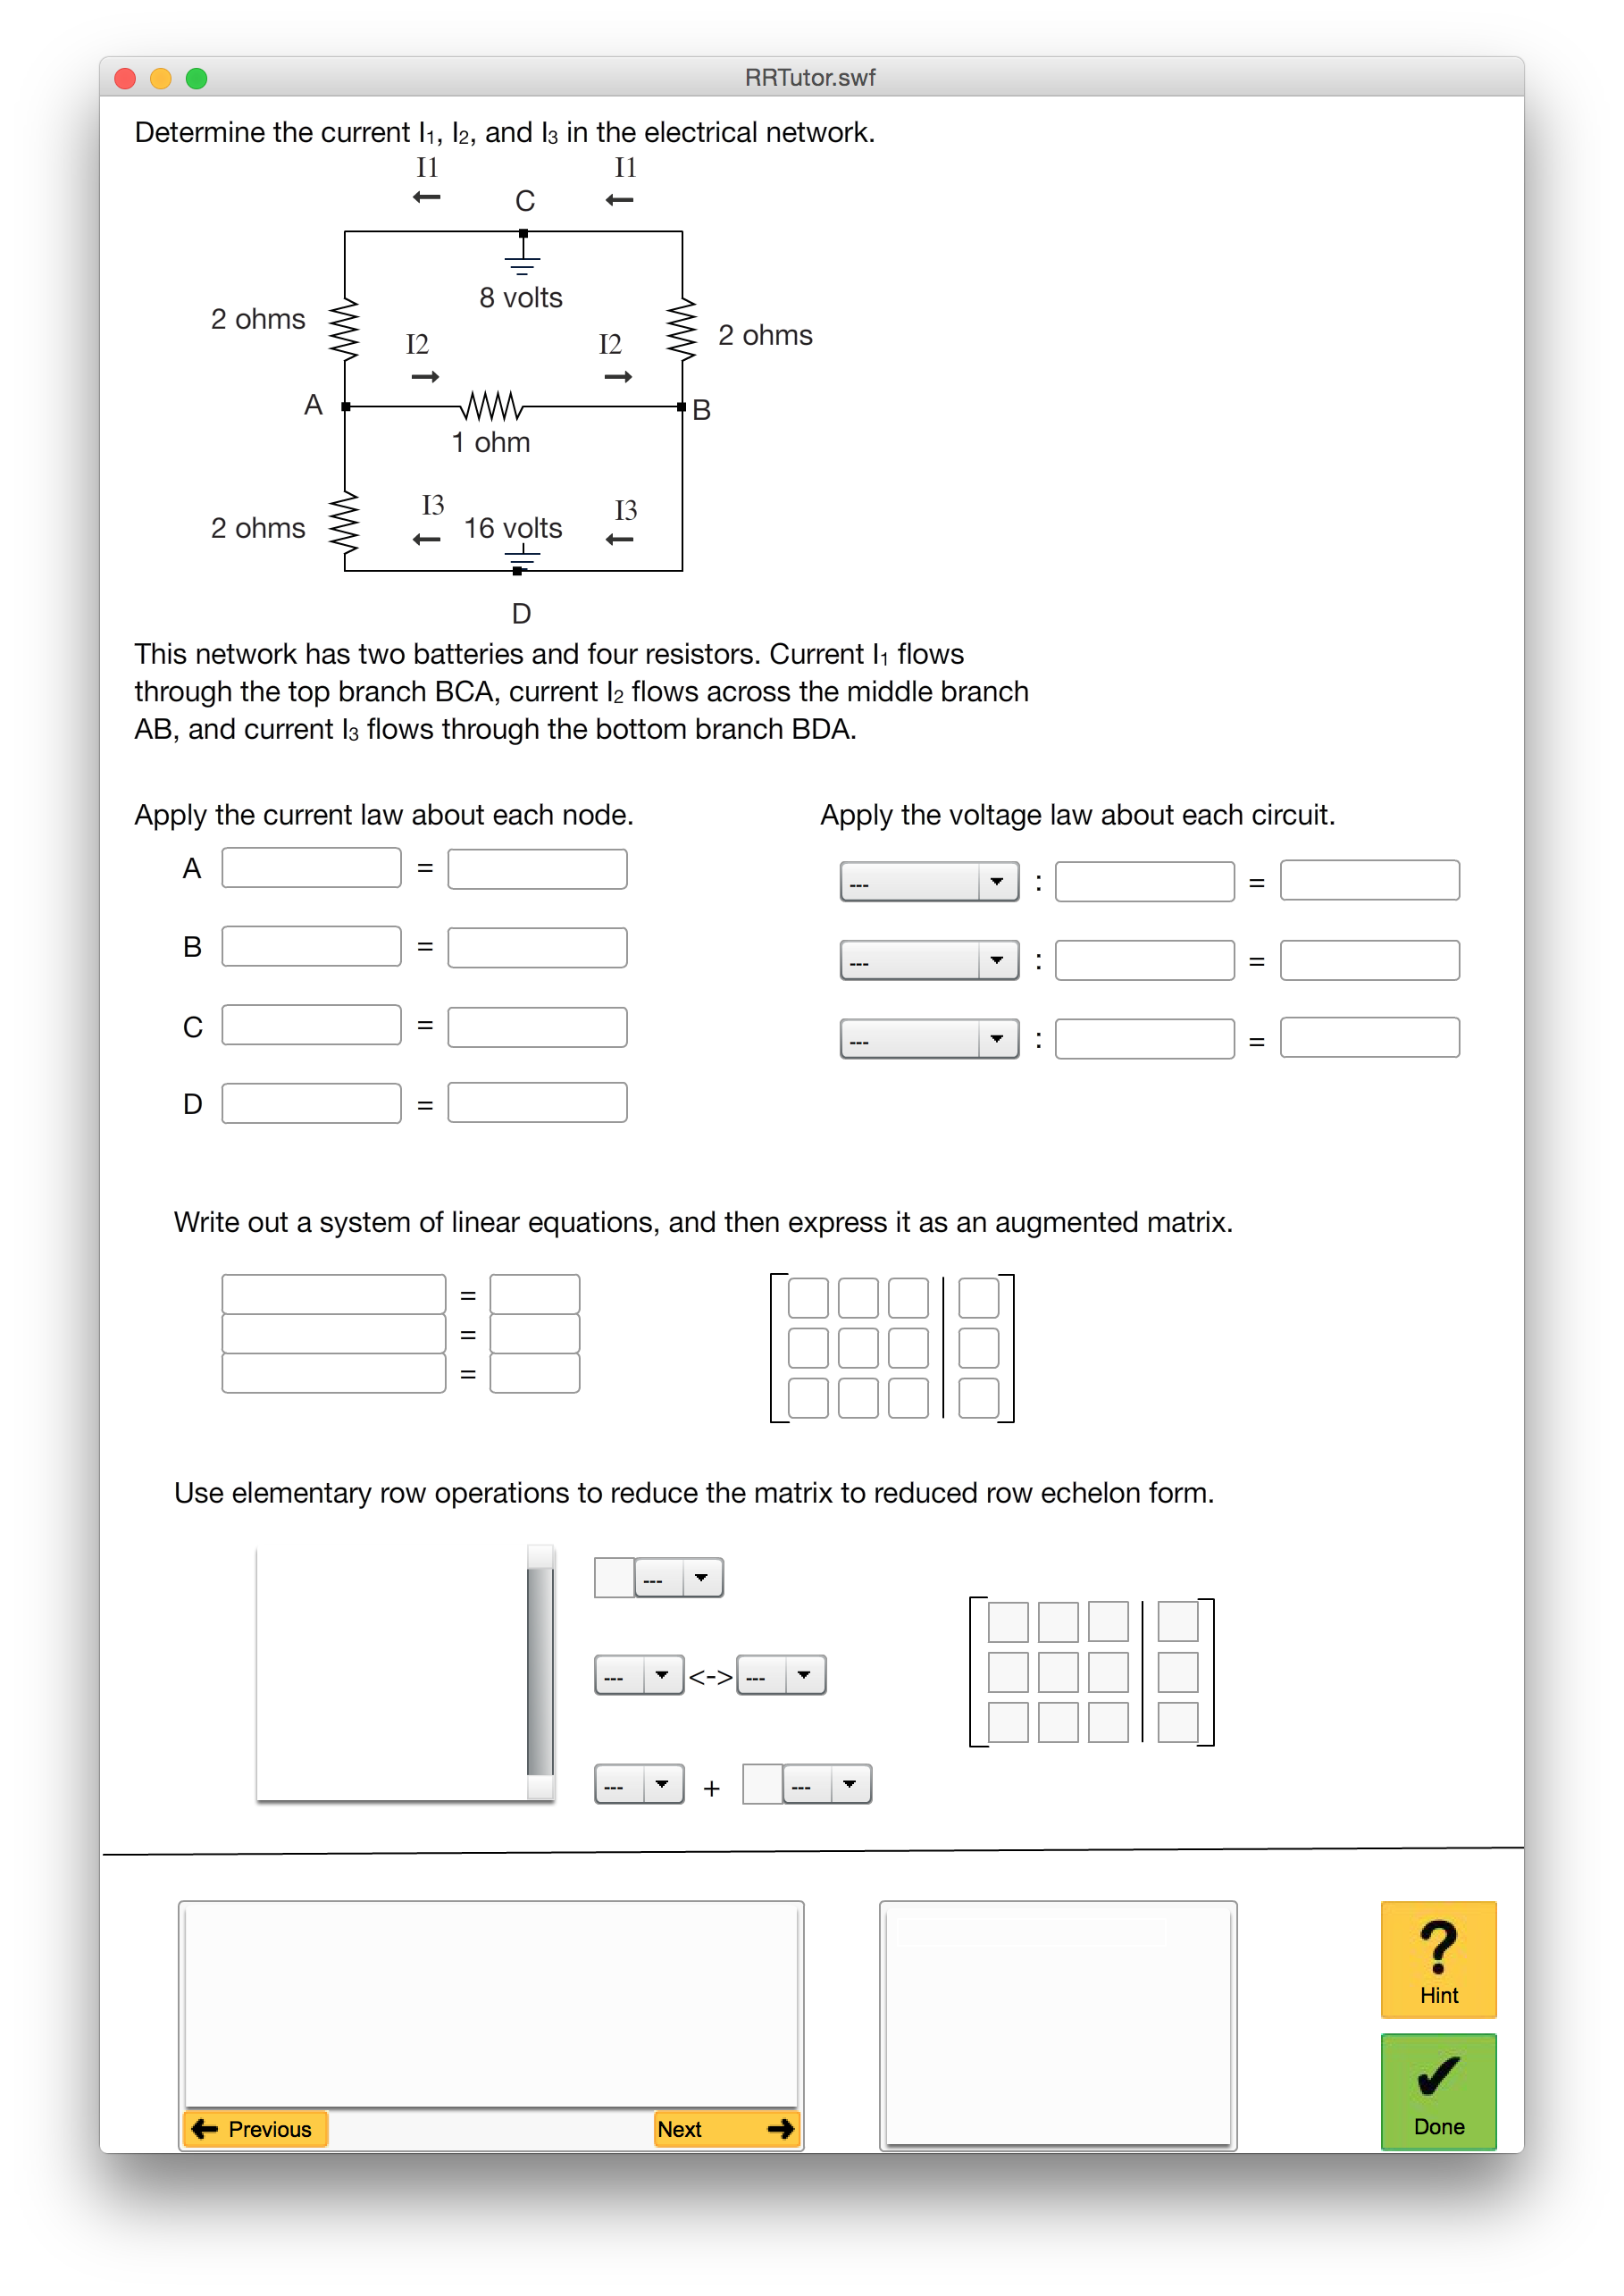 RRTutor.swf
Determine the current I₁, I₂, and I₃ in the electrical network.
I1 I1
C
8 volts
2 ohms
2 ohms
I2 I2
A
B
1 ohm
I3 I3
2 ohms 16 volts
D
This network has two batteries and four resistors. Current I₁ flows
through the top branch BCA, current I₂ flows across the middle branch
AB, and current I₃ flows through the bottom branch BDA.
Apply the current law about each node.
A =
B =
C =
D =
Apply the voltage law about each circuit.
--- : =
--- : =
--- : =
Write out a system of linear equations, and then express it as an augmented matrix.
=
=
=
Use elementary row operations to reduce the matrix to reduced row echelon form.
---
--- <-> ---
--- + ---
Previous
Next
? Hint
Done